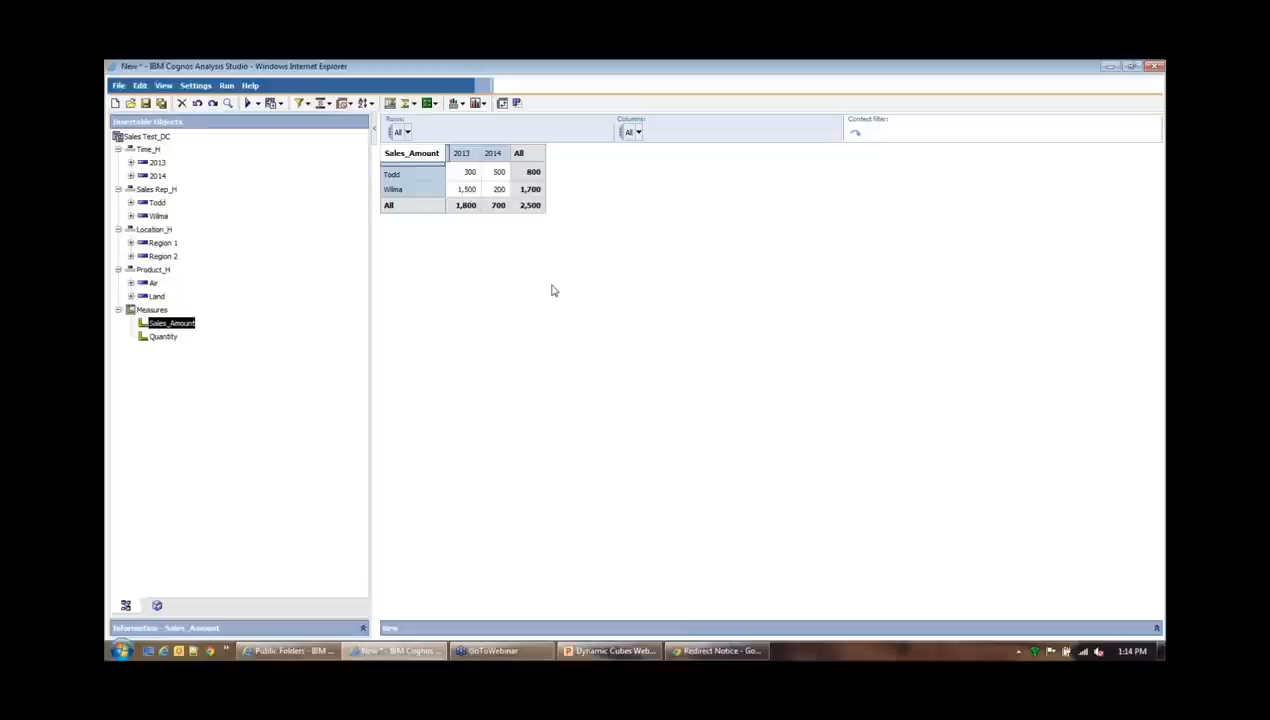 New * - IBM Cognos Analysis Studio - Windows Internet Explorer
File Edit View Settings Run Help
Insertable Objects
Sales Test_DC
Time_H
2013
2014
Sales Rep_H
Todd
Wilma
Location_H
Region 1
Region 2
Product_H
Air
Land
Measures
Sales_Amount
Quantity
Information - Sales_Amount
Rows:
All
Columns:
All
Context filter:
Sales_Amount 2013 2014 All
Todd 300 500 800
Wilma 1,500 200 1,700
All 1,800 700 2,500
New
Public Folders - IBM ...
New * - IBM Cognos ...
GoToWebinar
Dynamic Cubes Web...
Redirect Notice - Go...
1:14 PM